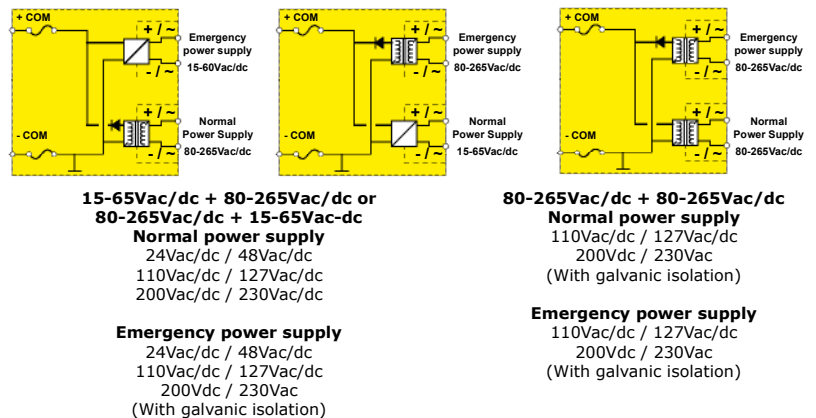 + COM
+ / ~
Emergency
power supply
15-60Vac/dc
- / ~
+ / ~
Normal
Power Supply
80-265Vac/dc
- COM
- / ~
+ COM
+ / ~
Emergency
power supply
80-265Vac/dc
- / ~
+ / ~
Normal
Power Supply
15-65Vac/dc
- COM
- / ~
+ COM
+ / ~
Emergency
power supply
80-265Vac/dc
- / ~
+ / ~
Normal
Power Supply
80-265Vac/dc
- COM
- / ~
15-65Vac/dc + 80-265Vac/dc or
80-265Vac/dc + 15-65Vac-dc
Normal power supply
24Vac/dc / 48Vac/dc
110Vac/dc / 127Vac/dc
200Vac/dc / 230Vac/dc
Emergency power supply
24Vac/dc / 48Vac/dc
110Vac/dc / 127Vac/dc
200Vdc / 230Vac
(With galvanic isolation)
80-265Vac/dc + 80-265Vac/dc
Normal power supply
110Vac/dc / 127Vac/dc
200Vdc / 230Vac
(With galvanic isolation)
Emergency power supply
110Vac/dc / 127Vac/dc
200Vdc / 230Vac
(With galvanic isolation)